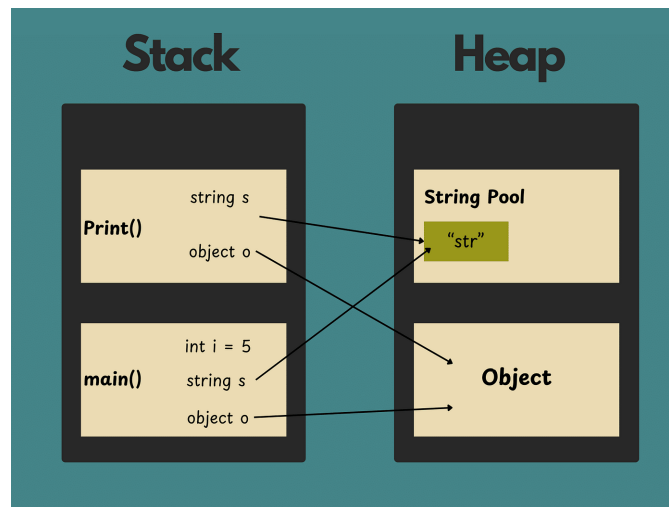 Stack
Heap
string s
Print()
object o
int i = 5
main()
string s
object o
String Pool
“str”
Object